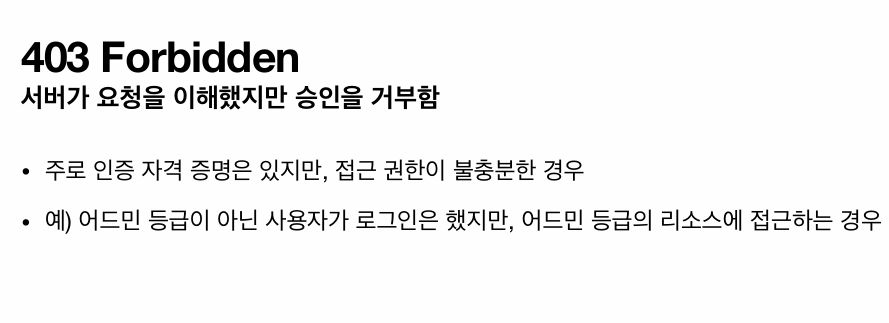 403 Forbidden
서버가 요청을 이해했지만 승인을 거부함
• 주로 인증 자격 증명은 있지만, 접근 권한이 불충분한 경우
• 예) 어드민 등급이 아닌 사용자가 로그인은 했지만, 어드민 등급의 리소스에 접근하는 경우